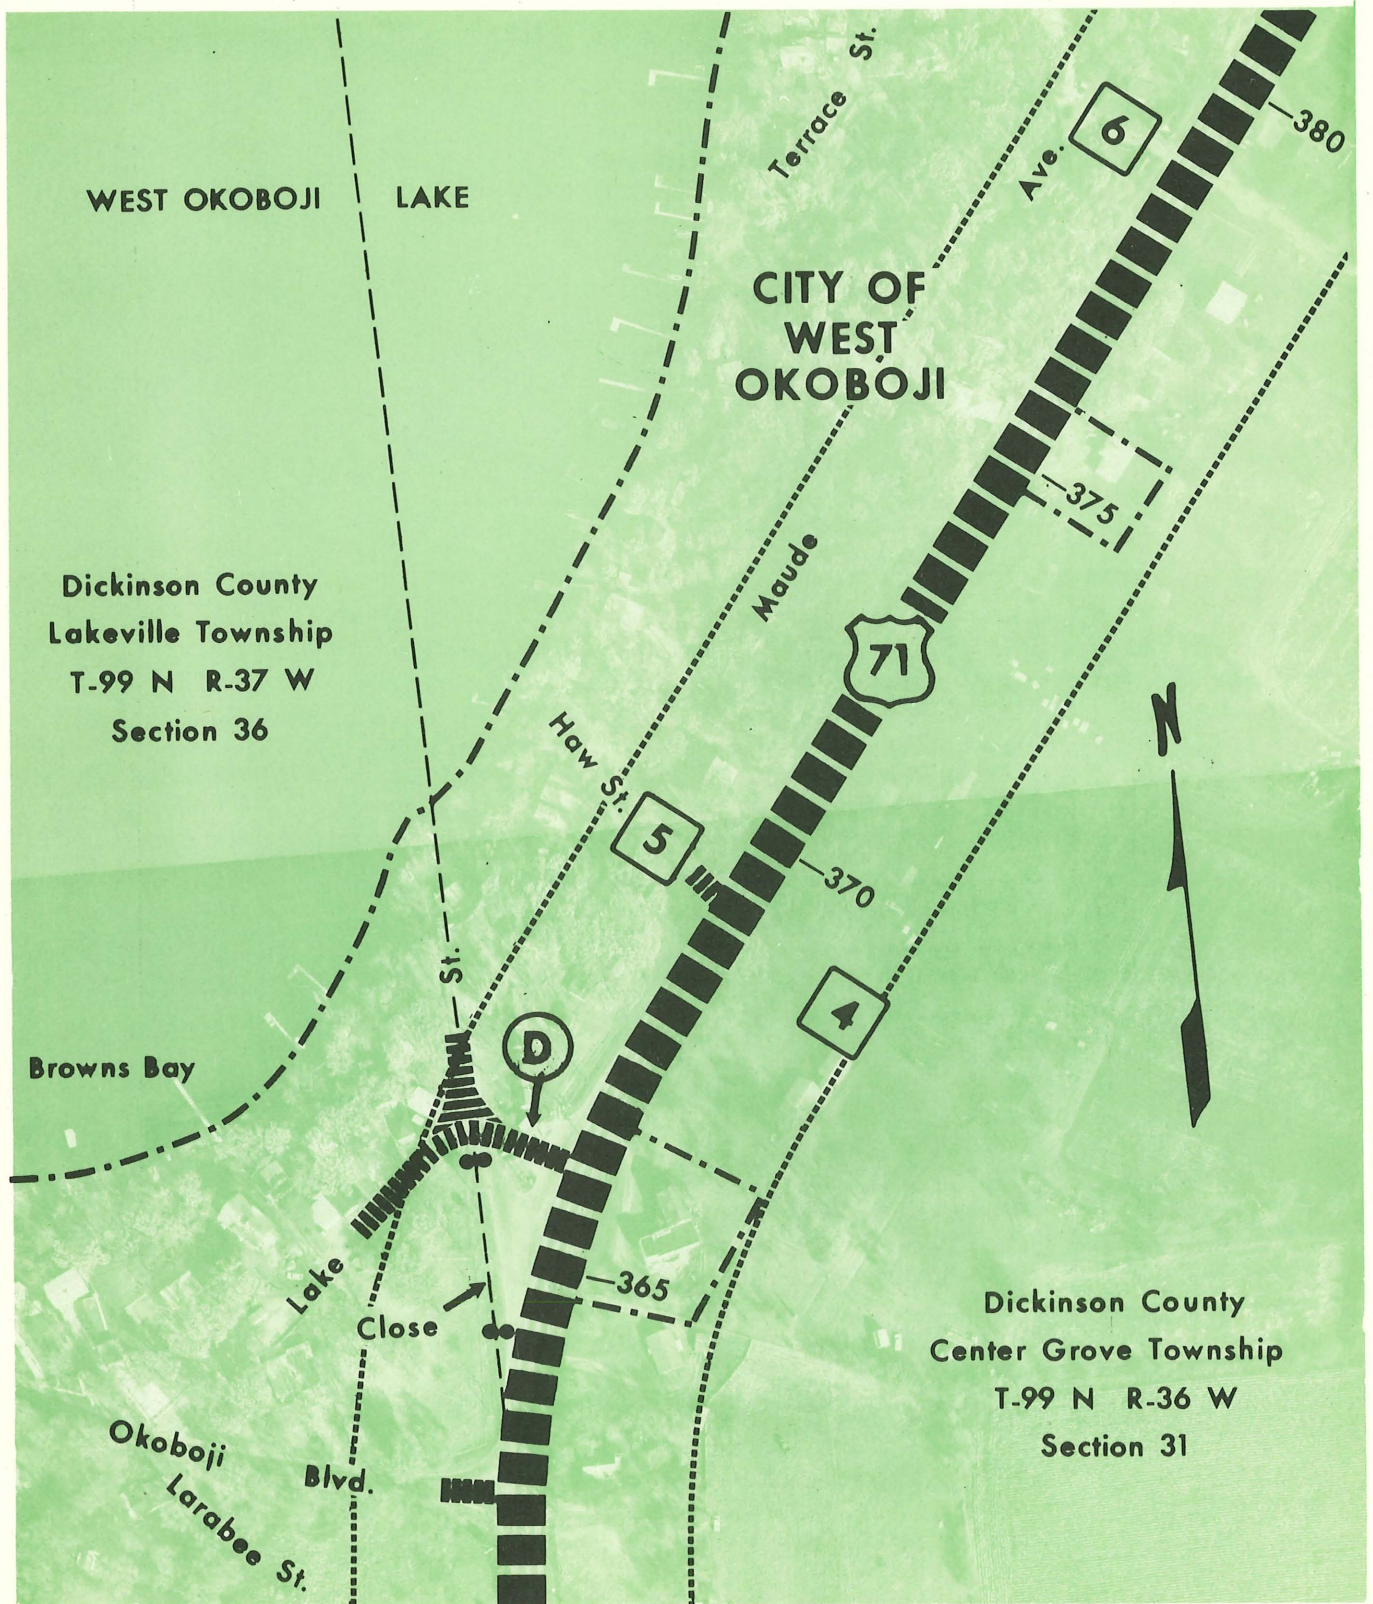 Terrace St.
380
6
Ave.
WEST OKOBOJI LAKE
CITY OF
WEST
OKOBOJI
375
Maude
Dickinson County
Lakeville Township
T-99 N R-37 W
Section 36
71
N
Haw St.
5
370
St.
4
D
Browns Bay
Lake
365
Close
Dickinson County
Center Grove Township
T-99 N R-36 W
Section 31
Okoboji Blvd.
Larabee St.